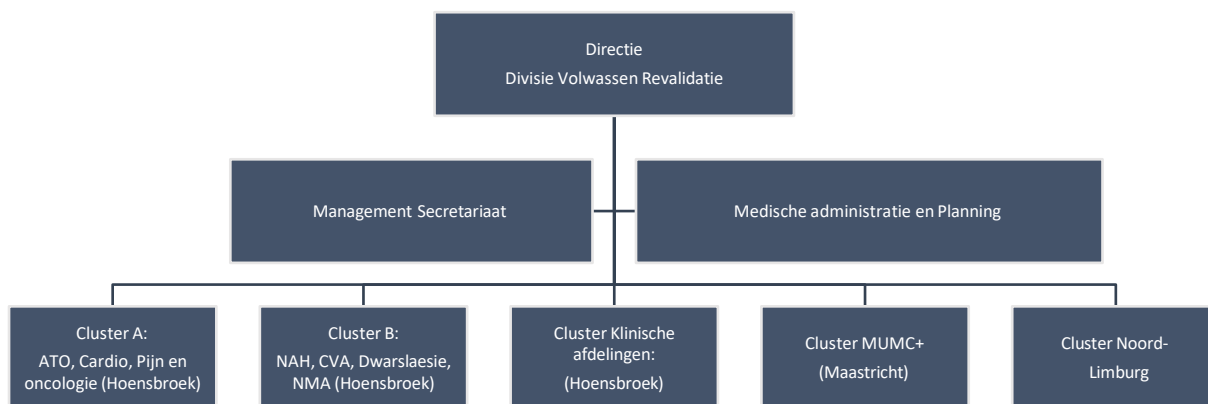 Directie
Divisie Volwassen Revalidatie
Management Secretariaat
Medische administratie en Planning
Cluster A:
ATO, Cardio, Pijn en
oncologie (Hoensbroek)
Cluster B:
NAH, CVA, Dwarslaesie,
NMA (Hoensbroek)
Cluster Klinische
afdelingen:
(Hoensbroek)
Cluster MUMC+
(Maastricht)
Cluster Noord-
Limburg